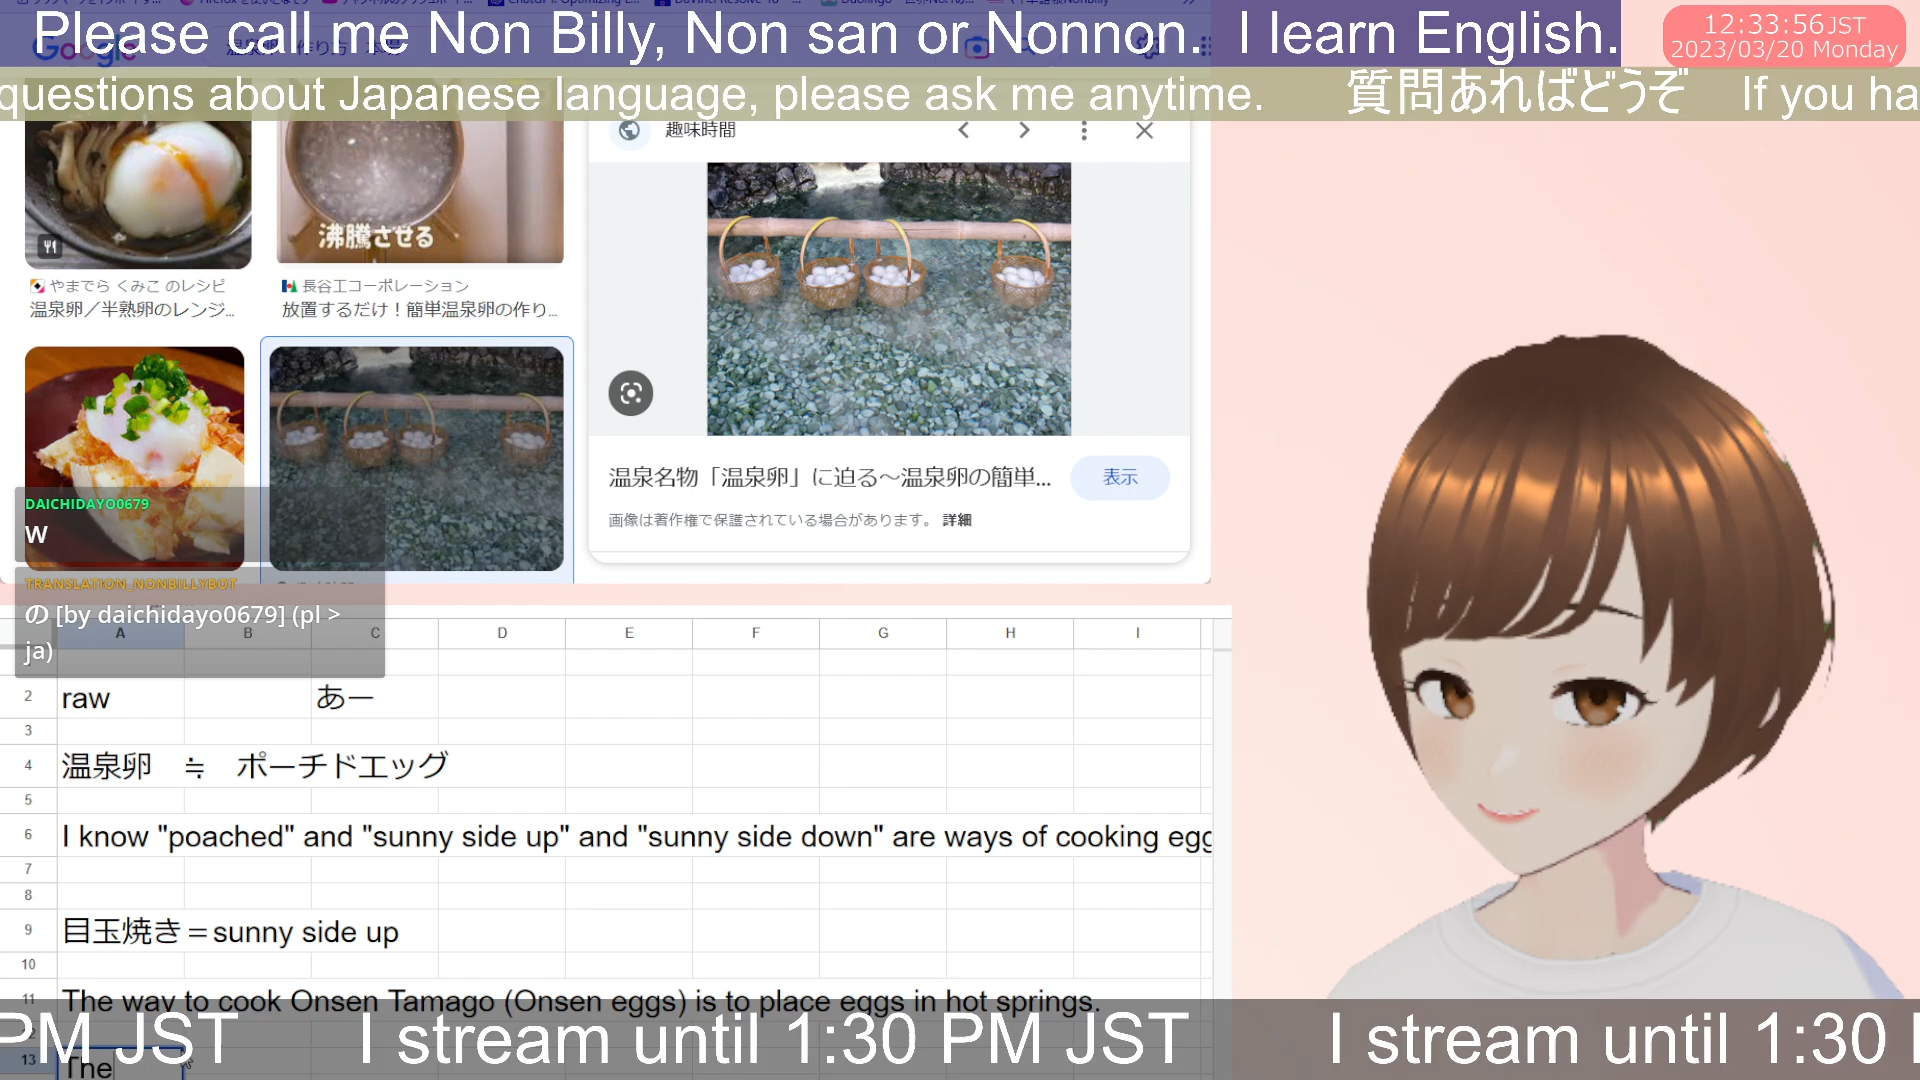 Please call me Non Billy, Non san or Nonnon. I learn English.
12:33:56 JST
2023/03/20 Monday
questions about Japanese language, please ask me anytime. 質問あればどうぞ If you ha
趣味時間
沸騰させる
やまでら くみこ のレシピ
温泉卵／半熟卵のレンジ...
長谷工コーポレーション
放置するだけ！簡単温泉卵の作り...
温泉名物「温泉卵」に迫る～温泉卵の簡単...
表示
画像は著作権で保護されている場合があります。 詳細
DAICHIDAYO0679
W
TRANSLATION_NONBILLYBOT
の [by daichidayo0679] (pl >
ja)
A B C D E F G H I
2 raw あー
3
4 温泉卵 ≒ ポーチドエッグ
5
6 I know "poached" and "sunny side up" and "sunny side down" are ways of cooking egg
7
8
9 目玉焼き＝sunny side up
10
11 The way to cook Onsen Tamago (Onsen eggs) is to place eggs in hot springs.
12
PM JST I stream until 1:30 PM JST I stream until 1:30
13 The